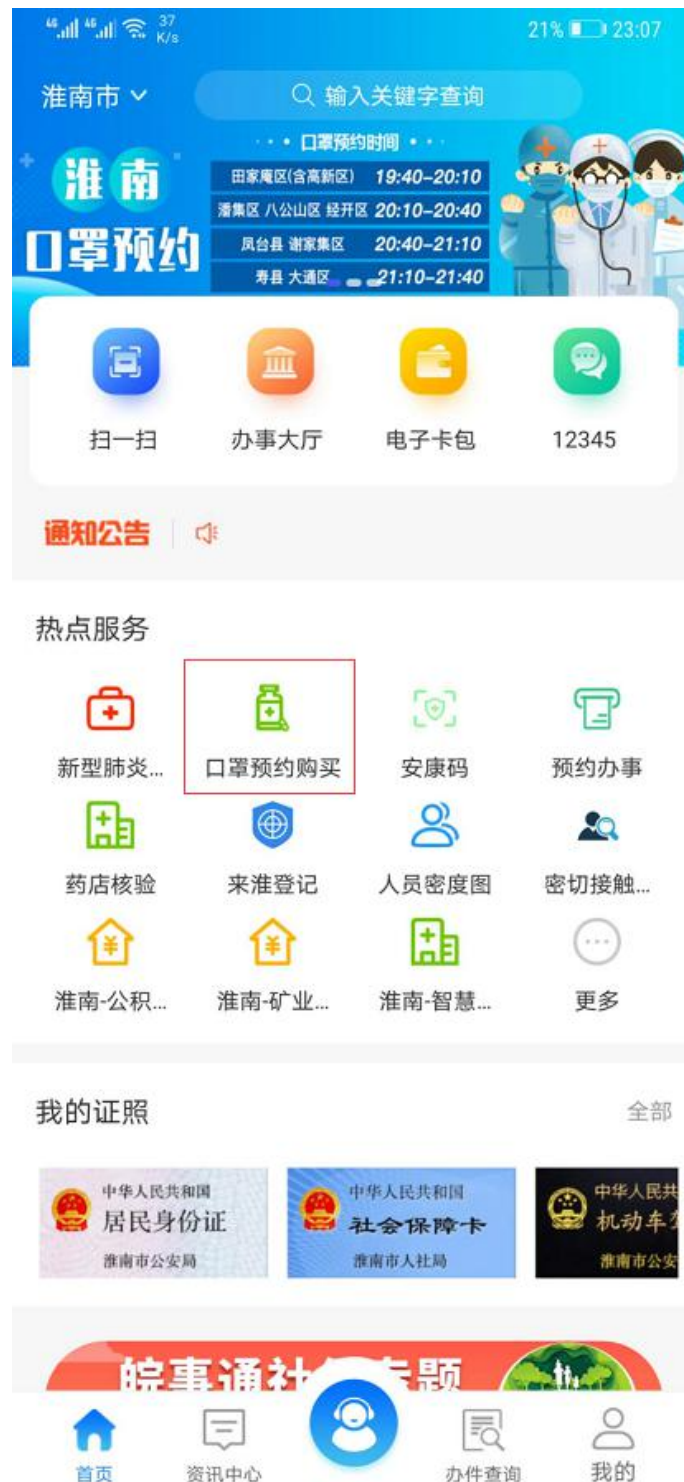 4G 4G 37 K/s 21% 23:07
淮南市 输入关键字查询
口罩预约时间
淮南
口罩预约
田家庵区(含高新区) 19:40-20:10
潘集区 八公山区 经开区 20:10-20:40
凤台县 谢家集区 20:40-21:10
寿县 大通区 21:10-21:40
扫一扫 办事大厅 电子卡包 12345
通知公告
热点服务
新型肺炎... 口罩预约购买 安康码 预约办事
药店核验 来淮登记 人员密度图 密切接触...
淮南-公积... 淮南-矿业... 淮南-智慧... 更多
我的证照 全部
中华人民共和国
居民身份证
淮南市公安局
中华人民共和国
社会保障卡
淮南市人社局
中华人民共
机动车驾
淮南市公安
皖事通社保专题
首页 资讯中心 办件查询 我的